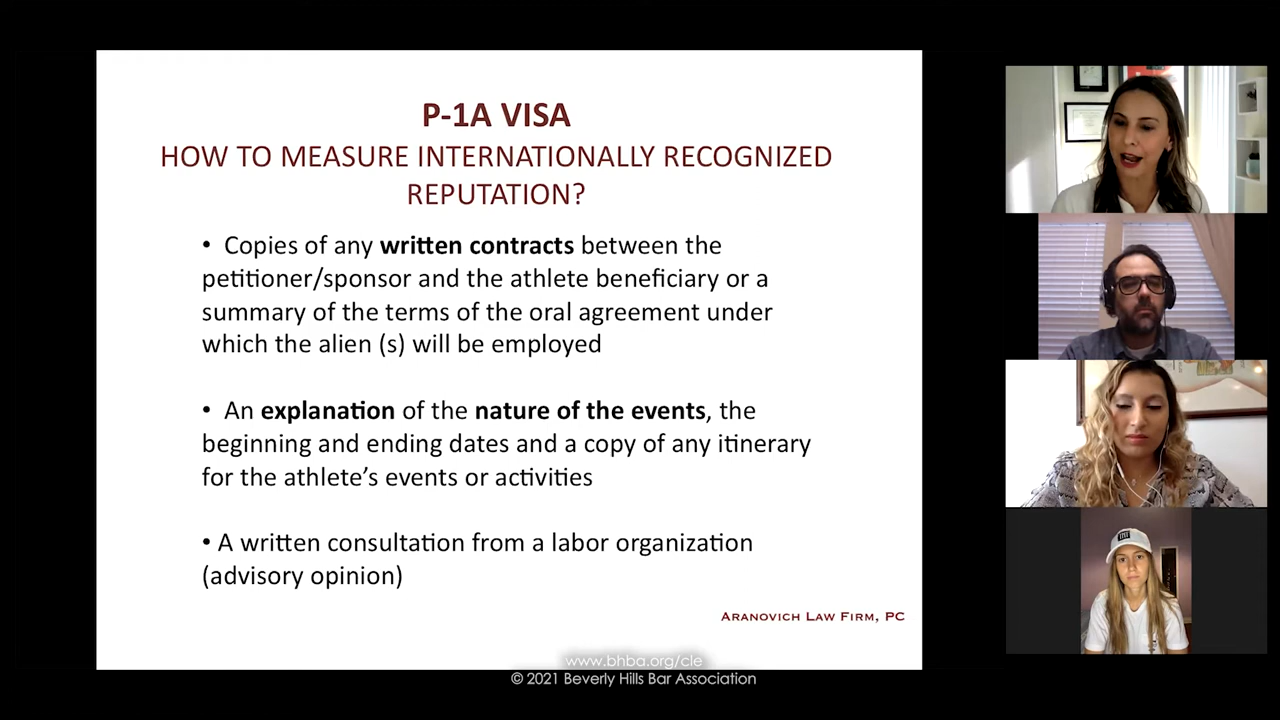 P-1A VISA
HOW TO MEASURE INTERNATIONALLY RECOGNIZED
REPUTATION?
• Copies of any written contracts between the
petitioner/sponsor and the athlete beneficiary or a
summary of the terms of the oral agreement under
which the alien (s) will be employed
• An explanation of the nature of the events, the
beginning and ending dates and a copy of any itinerary
for the athlete’s events or activities
• A written consultation from a labor organization
(advisory opinion)
ARANOVICH LAW FIRM, PC
www.bhba.org/cle
© 2021 Beverly Hills Bar Association